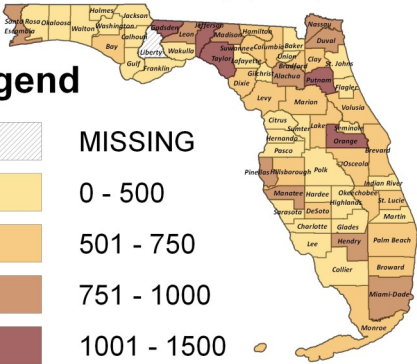 Holmes
Jackson
Nassau
Santa Rosa
Okaloosa
Washington
Gadsden
Jefferson
Hamilton
Escambia
Walton
Calhoun
Leon
Madison
Duval
Bay
Liberty
Wakulla
Suwannee
Columbia
Baker
Taylor
Lafayette
Union
Bradford
Clay
St. Johns
Gulf
Franklin
Gilchrist
Alachua
Putnam
Dixie
Flagler
Levy
Marion
Volusia
Citrus
Lake
Seminole
Sumter
Hernando
Orange
Pasco
Brevard
Osceola
Pinellas
Hillsborough
Polk
Indian River
Manatee
Hardee
Okeechobee
Highlands
St. Lucie
Sarasota
DeSoto
Martin
Charlotte
Glades
Lee
Hendry
Palm Beach
Collier
Broward
Miami-Dade
Monroe
gend
MISSING
0 - 500
501 - 750
751 - 1000
1001 - 1500